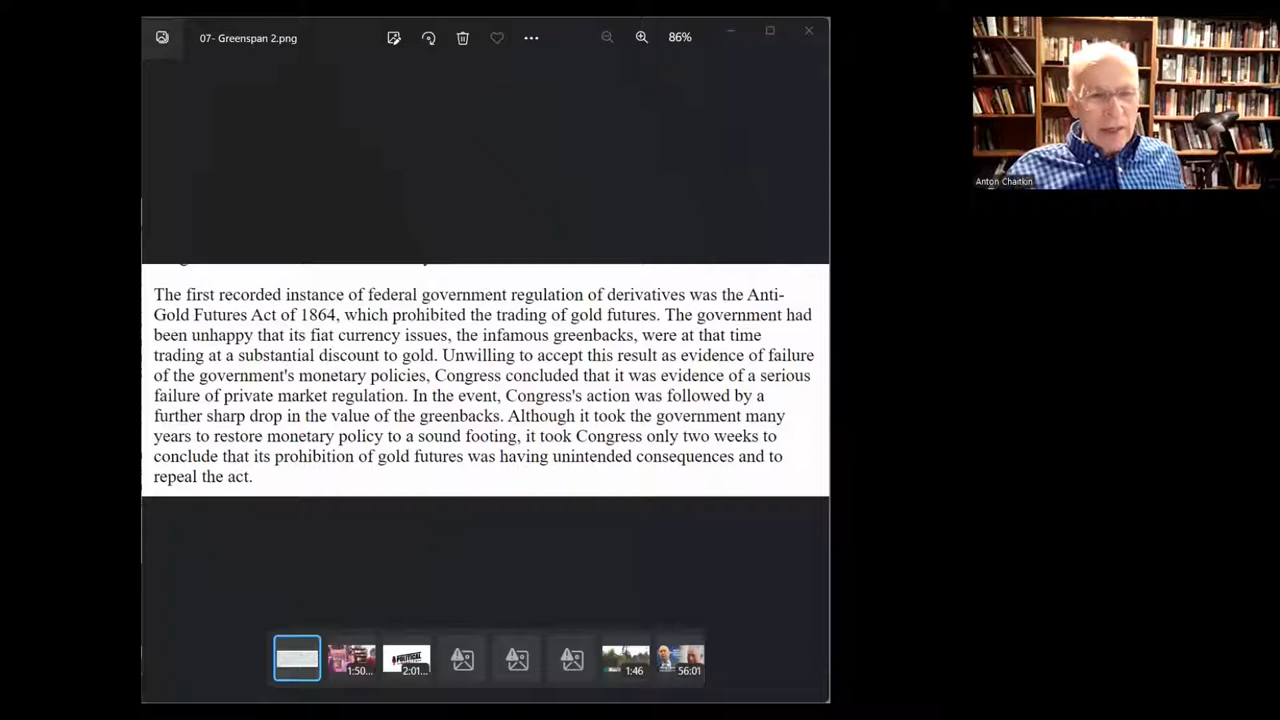 07- Greenspan 2.png
86%
Anton Chaitkin
The first recorded instance of federal government regulation of derivatives was the Anti-
Gold Futures Act of 1864, which prohibited the trading of gold futures. The government had
been unhappy that its fiat currency issues, the infamous greenbacks, were at that time
trading at a substantial discount to gold. Unwilling to accept this result as evidence of failure
of the government's monetary policies, Congress concluded that it was evidence of a serious
failure of private market regulation. In the event, Congress's action was followed by a
further sharp drop in the value of the greenbacks. Although it took the government many
years to restore monetary policy to a sound footing, it took Congress only two weeks to
conclude that its prohibition of gold futures was having unintended consequences and to
repeal the act.
1:50...
2:01...
1:46
56:01